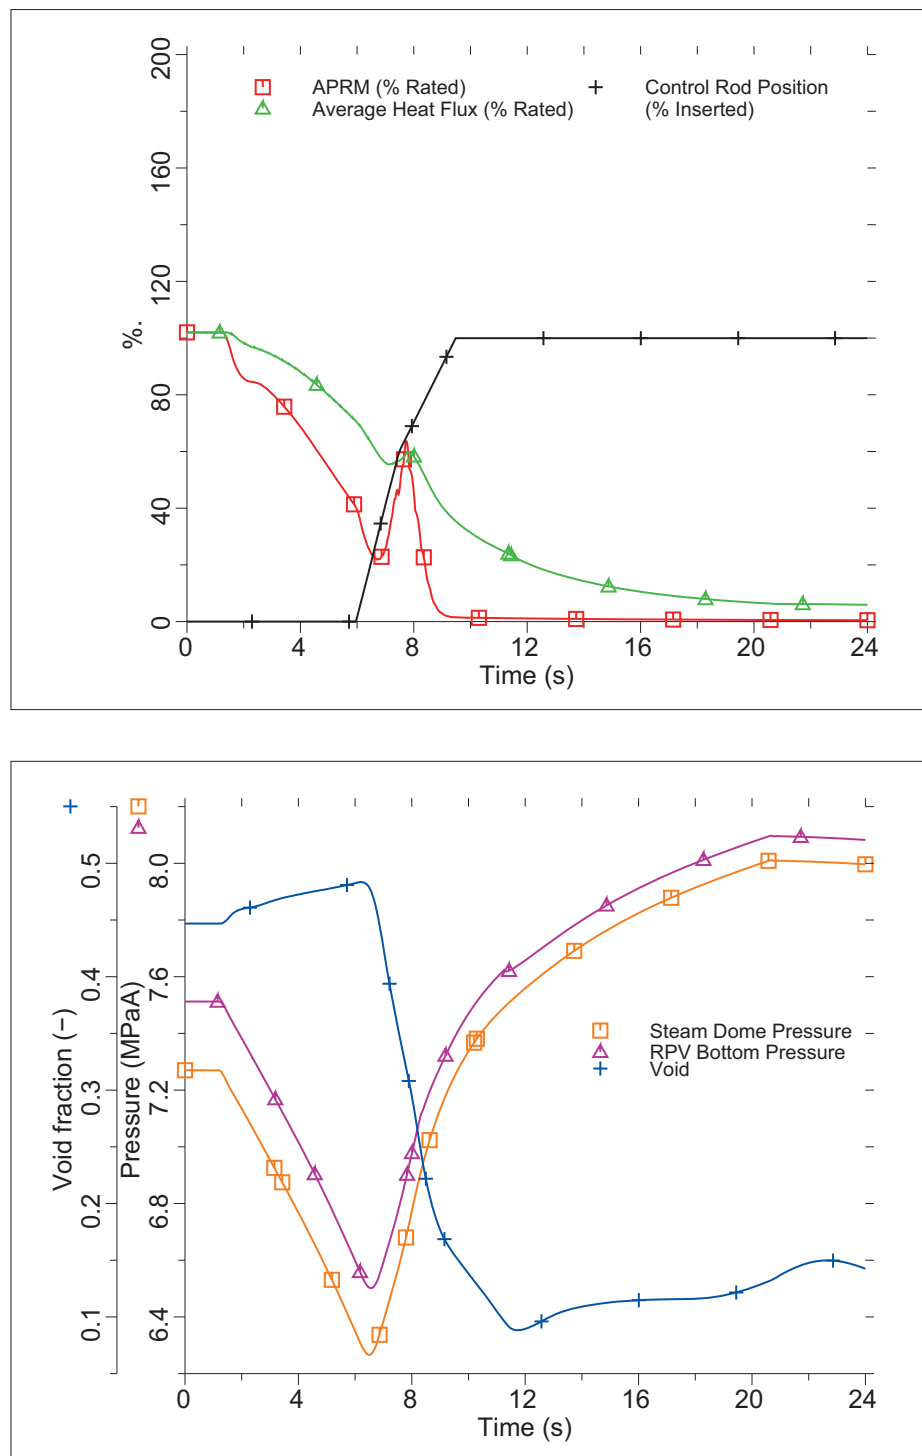 200
160
120
80
40
0
%.
APRM (% Rated)
Average Heat Flux (% Rated)
Control Rod Position
(% Inserted)
0 4 8 12 16 20 24
Time (s)
Void fraction (−)
0.5
0.4
0.3
0.2
0.1
Pressure (MPaA)
8.0
7.6
7.2
6.8
6.4
Steam Dome Pressure
RPV Bottom Pressure
Void
0 4 8 12 16 20 24
Time (s)